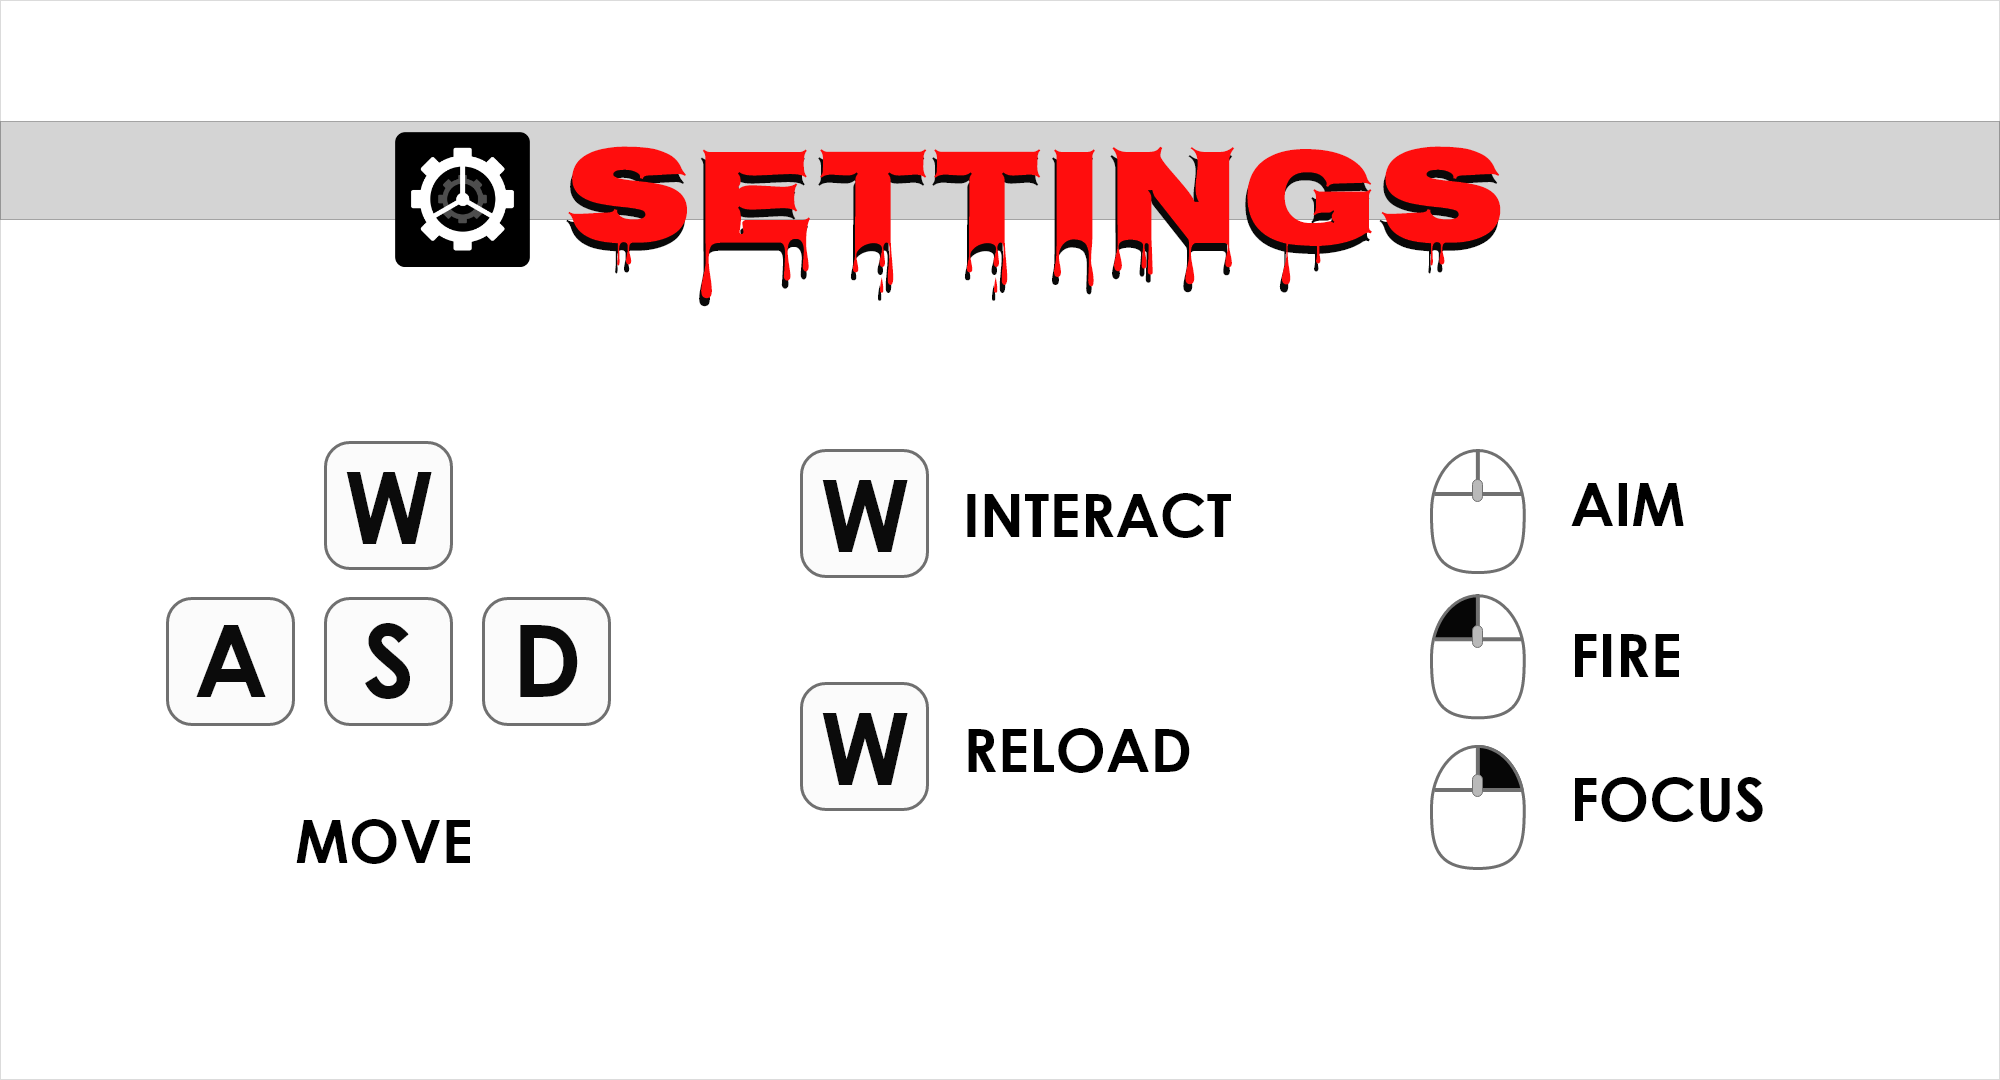 SETTINGS
W
A S D
MOVE
W INTERACT
W RELOAD
AIM
FIRE
FOCUS